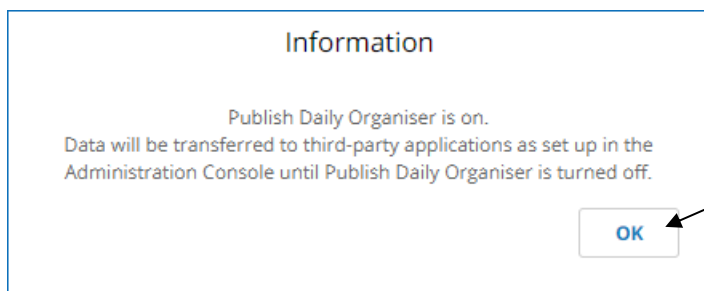 Information
Publish Daily Organiser is on.
Data will be transferred to third-party applications as set up in the
Administration Console until Publish Daily Organiser is turned off.
OK